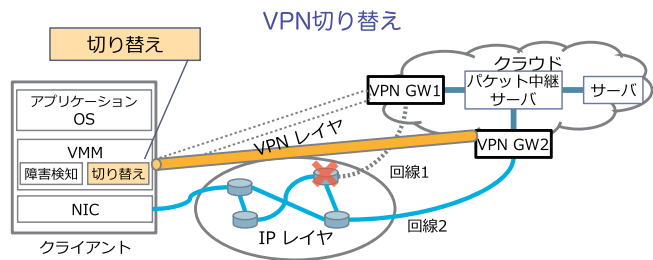 VPN切り替え
切り替え
クラウド
VPN GW1
パケット中継
サーバ
サーバ
アプリケーション
OS
VPN レイヤ
VPN GW2
VMM
障害検知
切り替え
回線1
NIC
IP レイヤ
回線2
クライアント